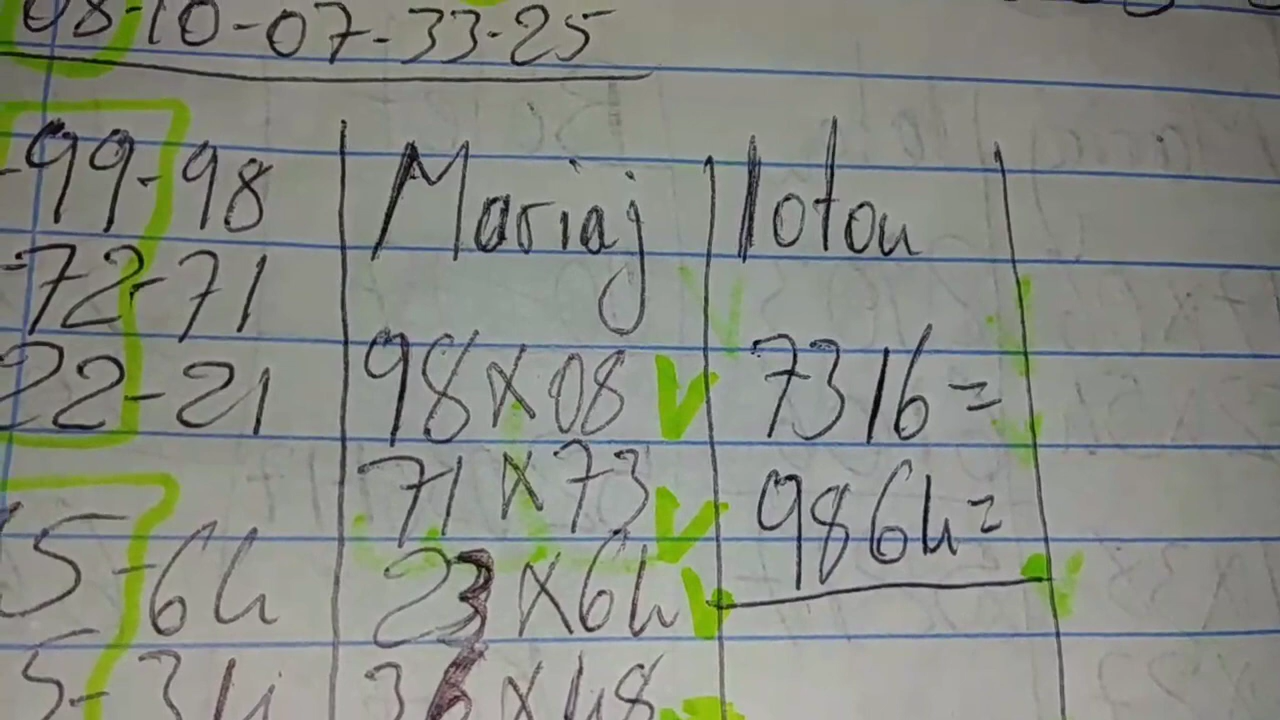 08-10-07-33-25
-99-98 Mariaj lotou
-72-71
22-21 98X08 7316=
71X73 9864=
5-64 23X64
5-34 36X48